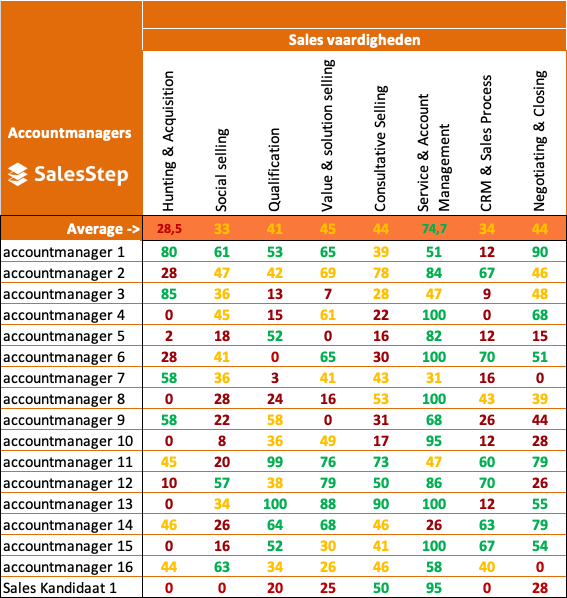 Sales vaardigheden
Accountmanagers
SalesStep
Hunting & Acquisition
Social selling
Qualification
Value & solution selling
Consultative Selling
Service & Account
Management
CRM & Sales Process
Negotiating & Closing
Average -> 28,5 33 41 45 44 74,7 34 44
accountmanager 1 80 61 53 65 39 51 12 90
accountmanager 2 28 47 42 69 78 84 67 46
accountmanager 3 85 36 13 7 28 47 9 48
accountmanager 4 0 45 15 61 22 100 0 68
accountmanager 5 2 18 52 0 16 82 12 15
accountmanager 6 28 41 0 65 30 100 70 51
accountmanager 7 58 36 3 41 43 31 16 0
accountmanager 8 0 28 24 16 53 100 43 39
accountmanager 9 58 22 58 0 31 68 26 44
accountmanager 10 0 8 36 49 17 95 12 28
accountmanager 11 45 20 99 76 73 47 60 79
accountmanager 12 10 57 38 79 50 86 70 26
accountmanager 13 0 34 100 88 90 100 12 55
accountmanager 14 46 26 64 68 46 26 63 79
accountmanager 15 0 16 52 30 41 100 67 54
accountmanager 16 44 63 34 26 46 58 40 0
Sales Kandidaat 1 0 0 20 25 50 95 0 28